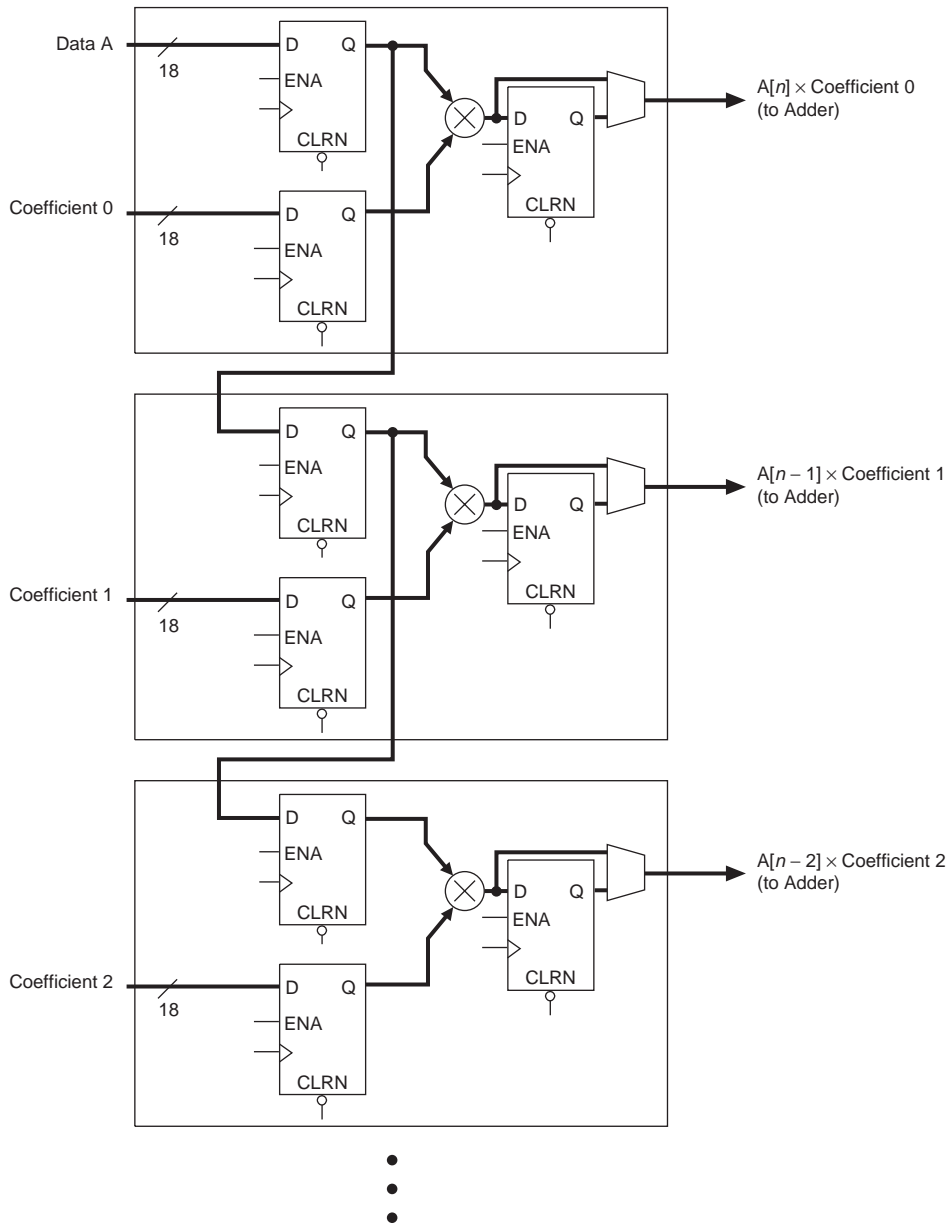 Data A
18
D Q
ENA
CLRN
A[n] × Coefficient 0
(to Adder)
D Q
ENA
CLRN
Coefficient 0
18
D Q
ENA
CLRN
D Q
ENA
CLRN
A[n – 1] × Coefficient 1
(to Adder)
D Q
ENA
CLRN
Coefficient 1
18
D Q
ENA
CLRN
D Q
ENA
CLRN
A[n – 2] × Coefficient 2
(to Adder)
D Q
ENA
CLRN
Coefficient 2
18
D Q
ENA
CLRN